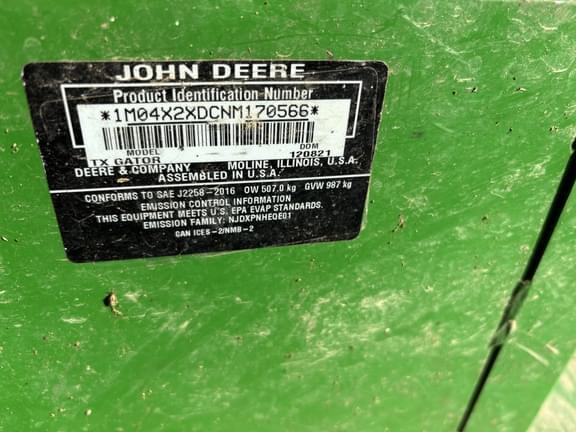 JOHN DEERE
Product Identification Number
*1M04X2XDCNM170566*
MODEL DOM
TX GATOR 120821
DEERE & COMPANY MOLINE, ILLINOIS, U.S.A.
ASSEMBLED IN U.S.A.
CONFORMS TO SAE J2258-2016 OW 507.0 kg GVW 987 kg
EMISSION CONTROL INFORMATION
THIS EQUIPMENT MEETS U.S. EPA EVAP STANDARDS.
EMISSION FAMILY: NJDXPNHEQE01
CAN ICES-2/NMB-2